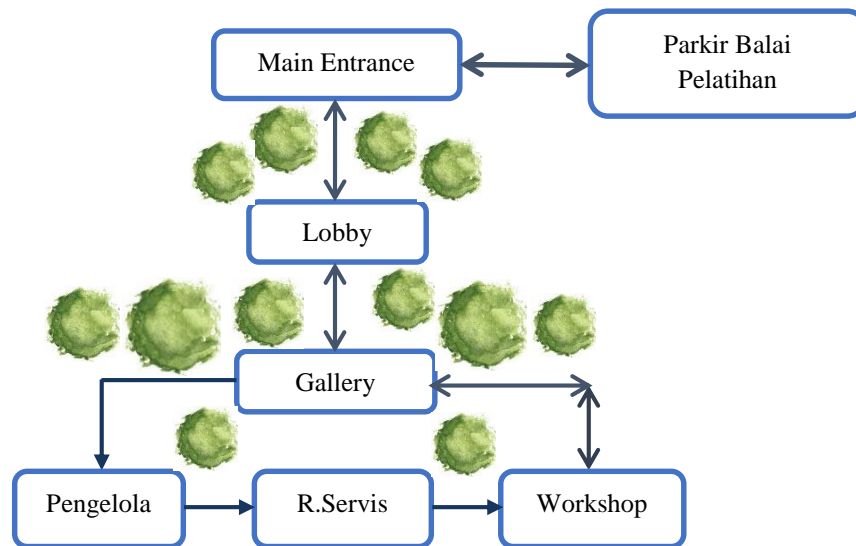 Main Entrance
Parkir Balai
Pelatihan
Lobby
Gallery
Pengelola
R.Servis
Workshop